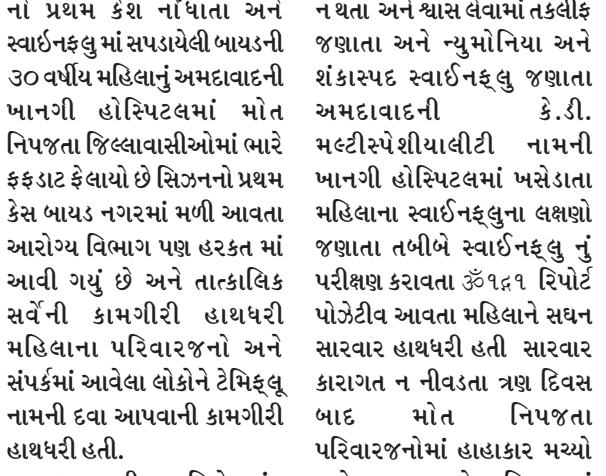 નો પ્રથમ કેશ નોંધાતા અને
સ્વાઇનફ્લુ માં સપડાયેલી બાયડની
૩૦ વર્ષીય મહિલાનું અમદાવાદની
ખાનગી હોસ્પિટલમાં મોત
નિપજતા જિલ્લાવાસીઓમાં ભારે
ફફડાટ ફેલાયો છે સિઝનનો પ્રથમ
કેસ બાયડ નગરમાં મળી આવતા
આરોગ્ય વિભાગ પણ હરકત માં
આવી ગયું છે અને તાત્કાલિક
સર્વેની કામગીરી હાથધરી
મહિલાના પરિવારજનો અને
સંપર્કમાં આવેલા લોકોને ટેમિફ્લૂ
નામની દવા આપવાની કામગીરી
હાથધરી હતી.
ન થતા અને શ્વાસ લેવામાં તકલીફ
જણાતા અને ન્યુમોનિયા અને
શંકાસ્પદ સ્વાઈનફ્લુ જણાતા
અમદાવાદની કે.ડી.
મલ્ટીસ્પેશીયાલીટી નામની
ખાનગી હોસ્પિટલમાં ખસેડાતા
મહિલાના સ્વાઈનફ્લુના લક્ષણો
જણાતા તબીબે સ્વાઈનફ્લુ નું
પરીક્ષણ કરાવતા રિપોર્ટ
પોઝેટીવ આવતા મહિલાને સઘન
સારવાર હાથધરી હતી સારવાર
કારાગત ન નીવડતા ત્રણ દિવસ
બાદ મોત નિપજતા
પરિવારજનોમાં હાહાકાર મચ્યો